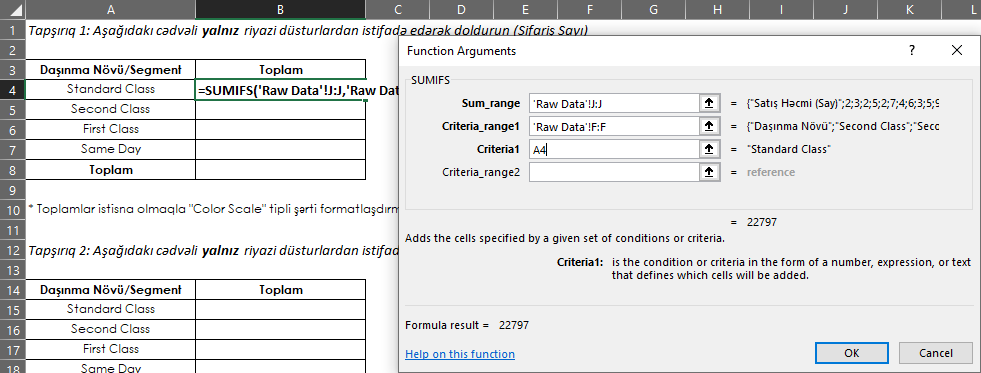 A B C D E F G H I J K L
1 Tapşırıq 1: Aşağıdakı cədvəli yalnız riyazi düsturlardan istifadə edərək doldurun (Sifariş Sayı)
2
3 Daşınma Növü/Segment Toplam
4 Standard Class =SUMIFS('Raw Data'!J:J,'Raw Dat
5 Second Class
6 First Class
7 Same Day
8 Toplam
9
10 * Toplamlar istisna olmaqla "Color Scale" tipli şərti formatlaşdırm
11
12 Tapşırıq 2: Aşağıdakı cədvəli yalnız riyazi düsturlardan istifad
13
14 Daşınma Növü/Segment Toplam
15 Standard Class
16 Second Class
17 First Class
18 Same Day
Function Arguments ?
SUMIFS
Sum_range 'Raw Data'!J:J = {"Satış Həcmi (Say)";2;3;2;5;2;7;4;6;3;5;9
Criteria_range1 'Raw Data'!F:F = {"Daşınma Növü";"Second Class";"Secc
Criteria1 A4 = "Standard Class"
Criteria_range2 = reference
= 22797
Adds the cells specified by a given set of conditions or criteria.
Criteria1: is the condition or criteria in the form of a number, expression, or text
that defines which cells will be added.
Formula result = 22797
Help on this function
OK Cancel